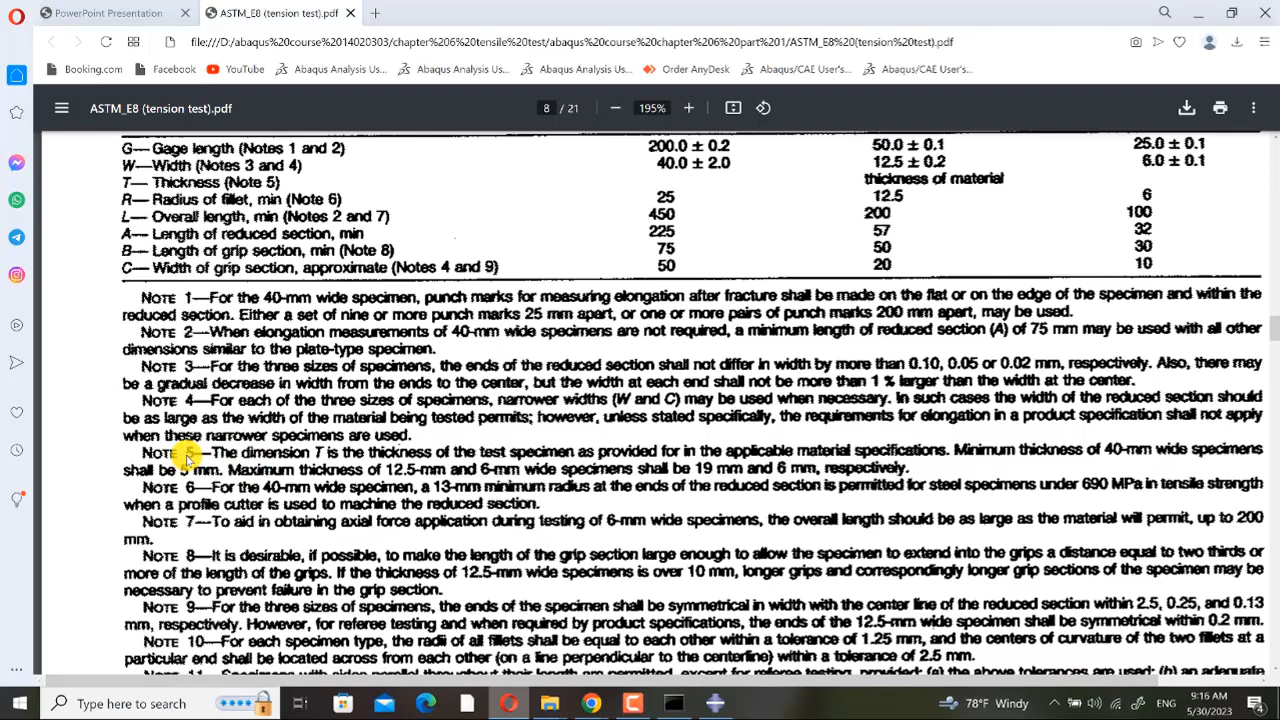 PowerPoint Presentation
ASTM_E8 (tension test).pdf
file:///D:/abaqus%20course%2014020303/chapter%206%20tensile%20test/abaqus%20course%20chapter%206%20part%201/ASTM_E8%20(tension%20test).pdf
Booking.com
Facebook
YouTube
Abaqus Analysis Us...
Abaqus Analysis Us...
Abaqus Analysis Us...
Order AnyDesk
Abaqus/CAE User's...
Abaqus/CAE User's...
ASTM_E8 (tension test).pdf
8 / 21
195%
G— Gage length (Notes 1 and 2) 200.0 ± 0.2 50.0 ± 0.1 25.0 ± 0.1
W— Width (Notes 3 and 4) 40.0 ± 2.0 12.5 ± 0.2 6.0 ± 0.1
T— Thickness (Note 5) thickness of material
R— Radius of fillet, min (Note 6) 25 12.5 6
L— Overall length, min (Notes 2 and 7) 450 200 100
A— Length of reduced section, min 225 57 32
B— Length of grip section, min (Note 8) 75 50 30
C— Width of grip section, approximate (Notes 4 and 9) 50 20 10
NOTE 1—For the 40-mm wide specimen, punch marks for measuring elongation after fracture shall be made on the flat or on the edge of the specimen and within the
reduced section. Either a set of nine or more punch marks 25 mm apart, or one or more pairs of punch marks 200 mm apart, may be used.
NOTE 2—When elongation measurements of 40-mm wide specimens are not required, a minimum length of reduced section (A) of 75 mm may be used with all other
dimensions similar to the plate-type specimen.
NOTE 3—For the three sizes of specimens, the ends of the reduced section shall not differ in width by more than 0.10, 0.05 or 0.02 mm, respectively. Also, there may
be a gradual decrease in width from the ends to the center, but the width at each end shall not be more than 1 % larger than the width at the center.
NOTE 4—For each of the three sizes of specimens, narrower widths (W and C) may be used when necessary. In such cases the width of the reduced section should
be as large as the width of the material being tested permits; however, unless stated specifically, the requirements for elongation in a product specification shall not apply
when these narrower specimens are used.
NOTE 5—The dimension T is the thickness of the test specimen as provided for in the applicable material specifications. Minimum thickness of 40-mm wide specimens
shall be 5 mm. Maximum thickness of 12.5-mm and 6-mm wide specimens shall be 19 mm and 6 mm, respectively.
NOTE 6—For the 40-mm wide specimen, a 13-mm minimum radius at the ends of the reduced section is permitted for steel specimens under 690 MPa in tensile strength
when a profile cutter is used to machine the reduced section.
NOTE 7—To aid in obtaining axial force application during testing of 6-mm wide specimens, the overall length should be as large as the material will permit, up to 200
mm.
NOTE 8—It is desirable, if possible, to make the length of the grip section large enough to allow the specimen to extend into the grips a distance equal to two thirds or
more of the length of the grips. If the thickness of 12.5-mm wide specimens is over 10 mm, longer grips and correspondingly longer grip sections of the specimen may be
necessary to prevent failure in the grip section.
NOTE 9—For the three sizes of specimens, the ends of the specimen shall be symmetrical in width with the center line of the reduced section within 2.5, 0.25, and 0.13
mm, respectively. However, for referee testing and when required by product specifications, the ends of the 12.5-mm wide specimen shall be symmetrical within 0.2 mm.
NOTE 10—For each specimen type, the radii of all fillets shall be equal to each other within a tolerance of 1.25 mm, and the centers of curvature of the two fillets at a
particular end shall be located across from each other (on a line perpendicular to the centerline) within a tolerance of 2.5 mm.
NOTE 11—Specimens with sides parallel throughout their length are permitted, except for referee testing, provided: (a) the above tolerances are used; (b) an adequate
Type here to search
78°F Windy
ENG
9:16 AM
5/30/2023
4